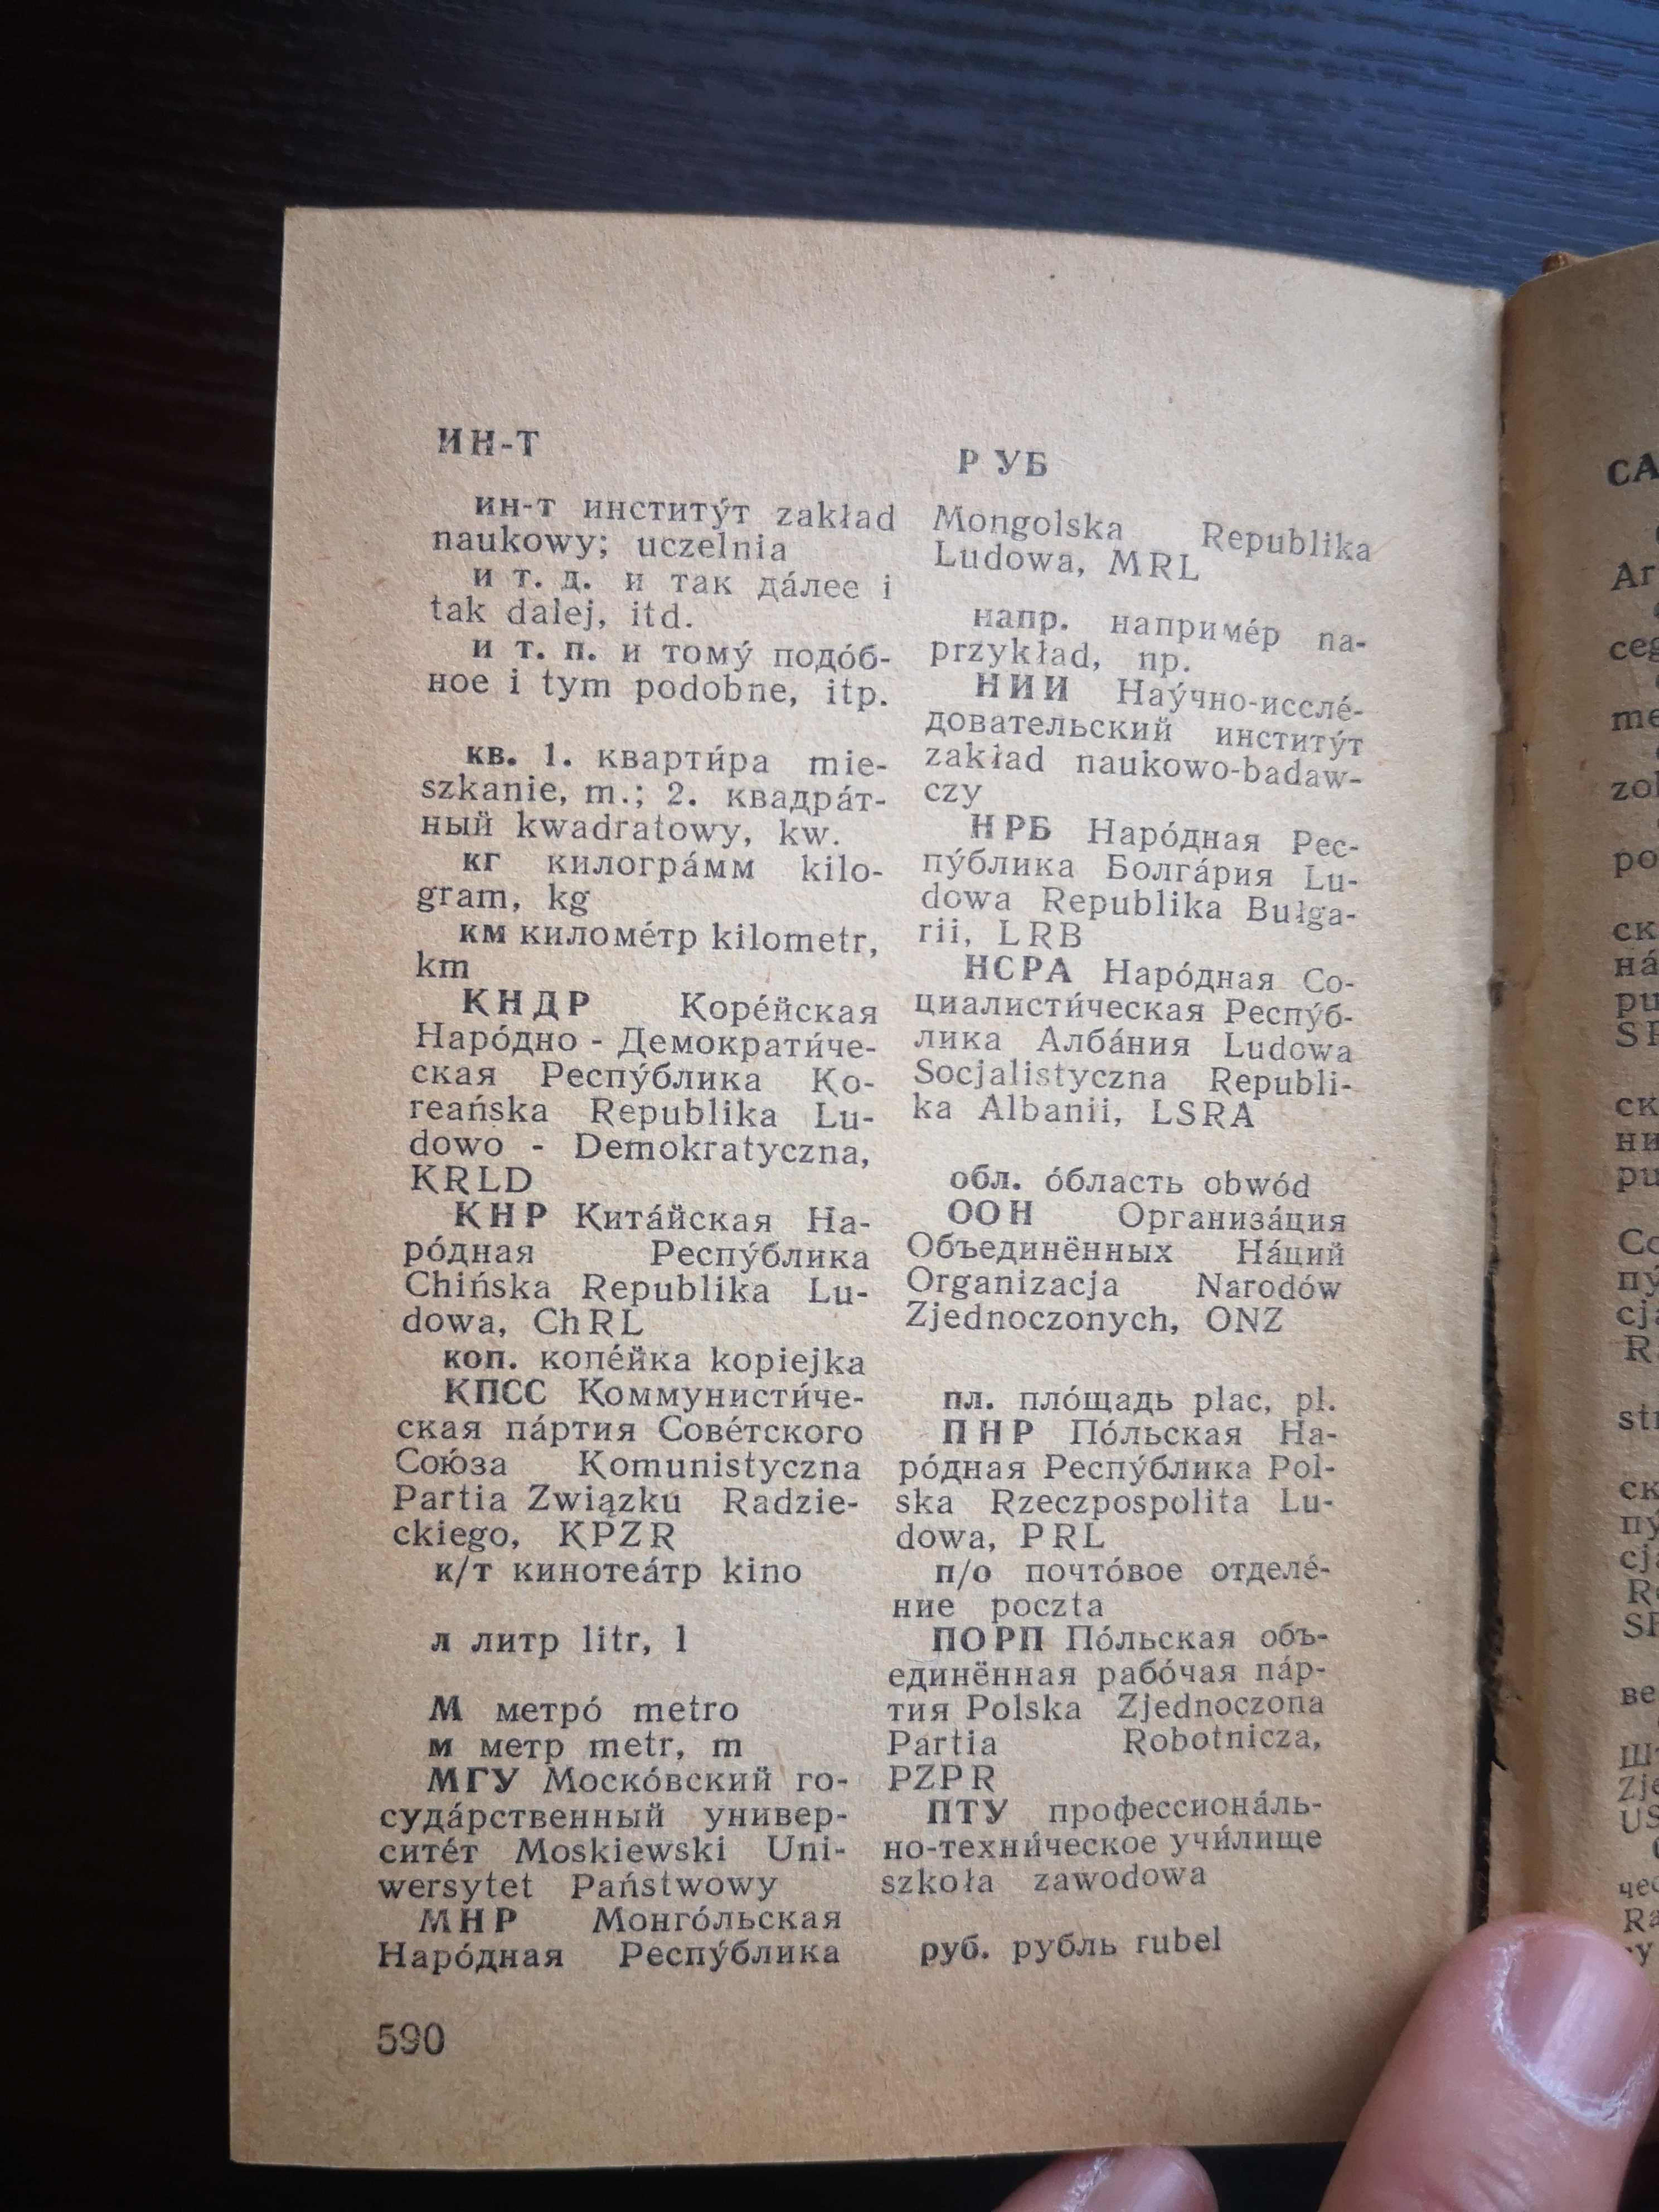 ИН-Т
ин-т институ́т zakład
naukowy; uczelnia
и т. д. и так да́лее i
tak dalej, itd.
и т. п. и тому́ подо́б-
ное i tym podobne, itp.
кв. 1. кварти́ра mie-
szkanie, m.; 2. квадра́т-
ный kwadratowy, kw.
кг килогра́мм kilo-
gram, kg
км киломе́тр kilometr,
km
КНДР Коре́йская
Наро́дно - Демократи́че-
ская Респу́блика Ko-
reańska Republika Lu-
dowo - Demokratyczna,
KRLD
КНР Кита́йская На-
ро́дная Респу́блика
Chińska Republika Lu-
dowa, ChRL
коп. копе́йка kopiejka
КПСС Коммунисти́че-
ская па́ртия Сове́тского
Сою́за Komunistyczna
Partia Związku Radzie-
ckiego, KPZR
к/т кинотеа́тр kino
л литр litr, l
М метро́ metro
м метр metr, m
МГУ Моско́вский го-
суда́рственный универ-
сите́т Moskiewski Uni-
wersytet Państwowy
МНР Монго́льская
Наро́дная Респу́блика
590
РУБ
Mongolska Republika
Ludowa, MRL
напр. наприме́р na-
przykład, np.
НИИ Нау́чно-иссле́-
довательский институ́т
zakład naukowo-badaw-
czy
НРБ Наро́дная Рес-
пу́блика Болга́рия Lu-
dowa Republika Bułga-
rii, LRB
НСРА Наро́дная Со-
циалисти́ческая Респу́б-
лика Алба́ния Ludowa
Socjalistyczna Republi-
ka Albanii, LSRA
обл. о́бласть obwód
ООН Организа́ция
Объединённых На́ций
Organizacja Narodów
Zjednoczonych, ONZ
пл. пло́щадь plac, pl.
ПНР По́льская На-
ро́дная Респу́блика Pol-
ska Rzeczpospolita Lu-
dowa, PRL
п/о почто́вое отделе́-
ние poczta
ПОРП По́льская объ-
единённая рабо́чая па́р-
тия Polska Zjednoczona
Partia Robotnicza,
PZPR
ПТУ профессиона́ль-
но-техни́ческое учи́лище
szkoła zawodowa
руб. рубль rubel